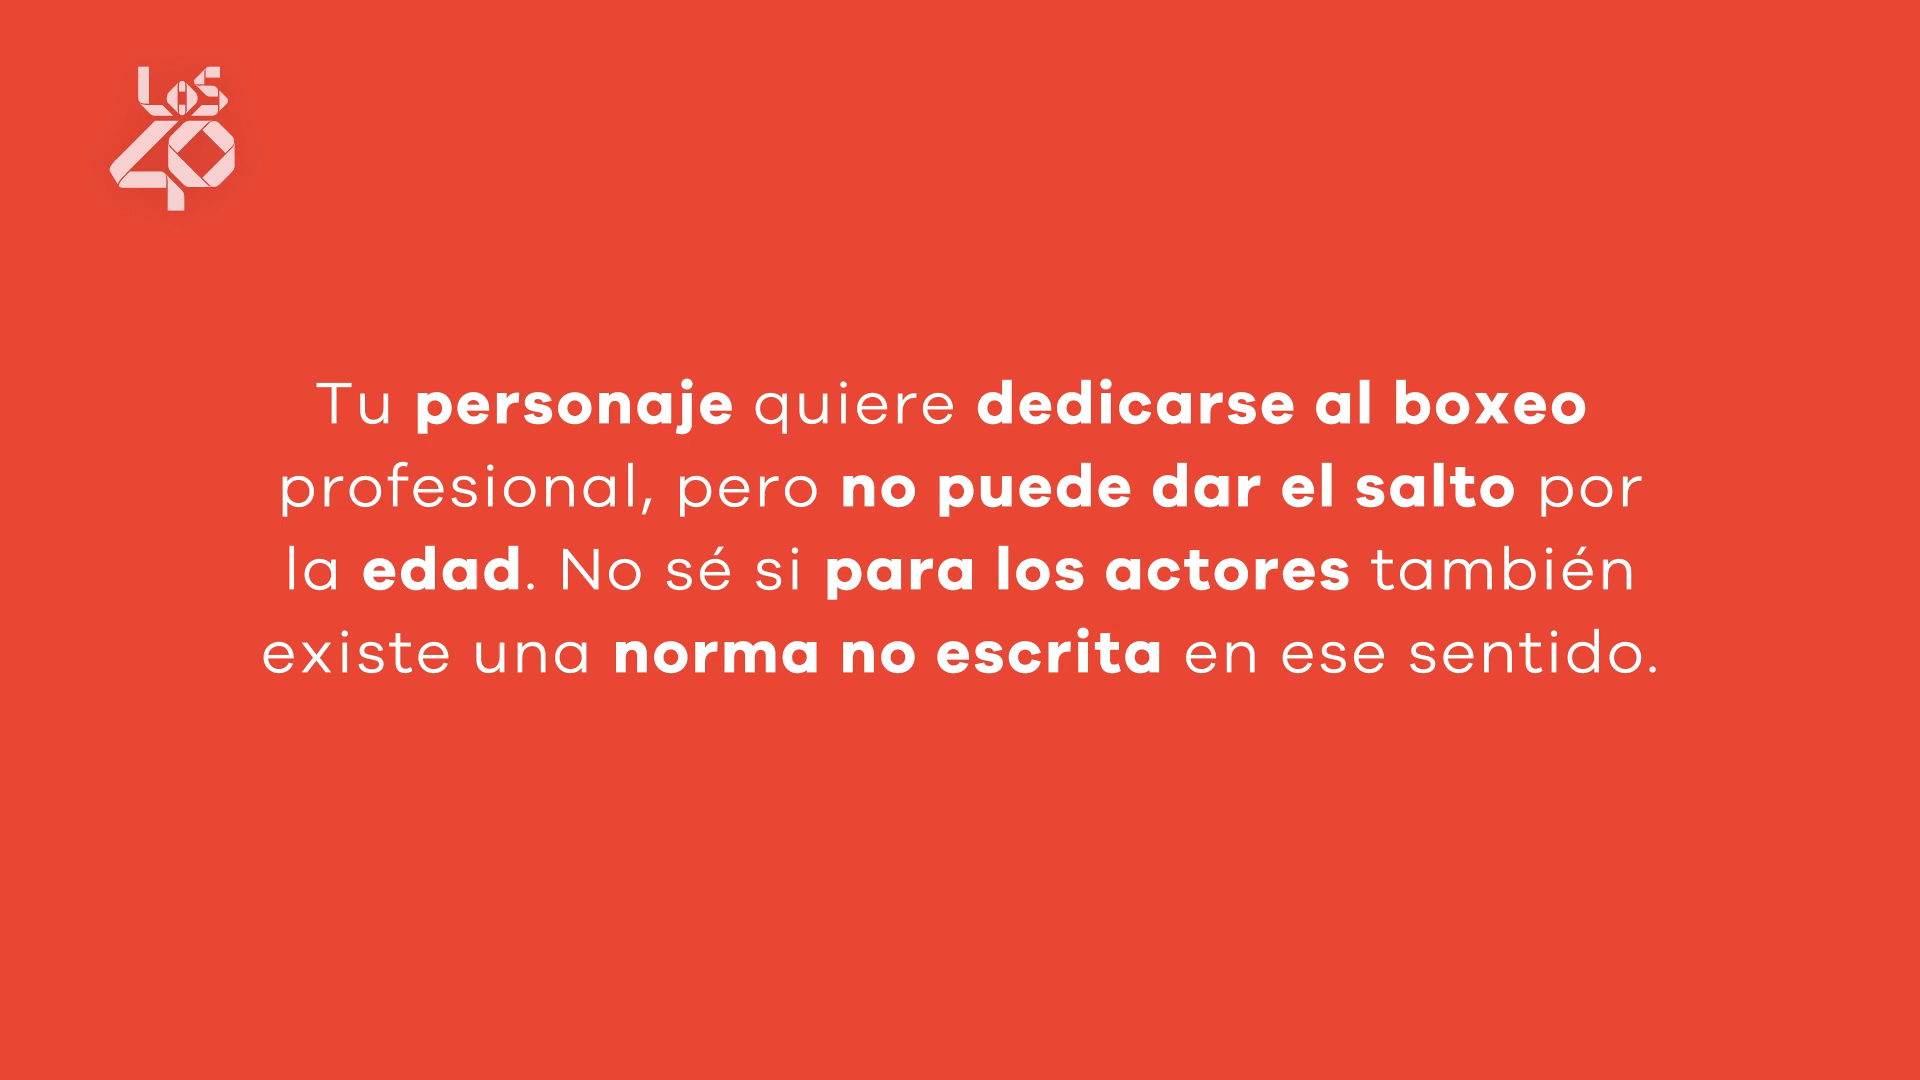 LOS
40
Tu personaje quiere dedicarse al boxeo
profesional, pero no puede dar el salto por
la edad. No sé si para los actores también
existe una norma no escrita en ese sentido.